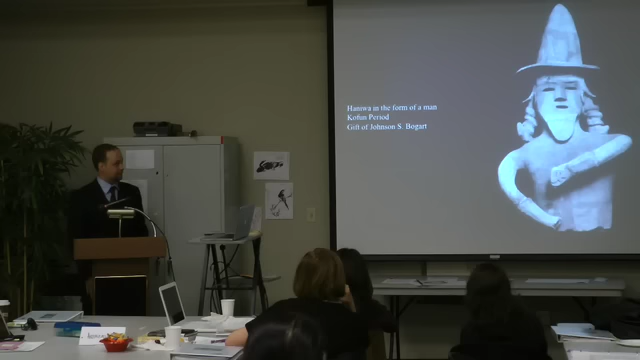 Haniwa in the form of a man
Kofun Period
Gift of Johnson S. Bogart